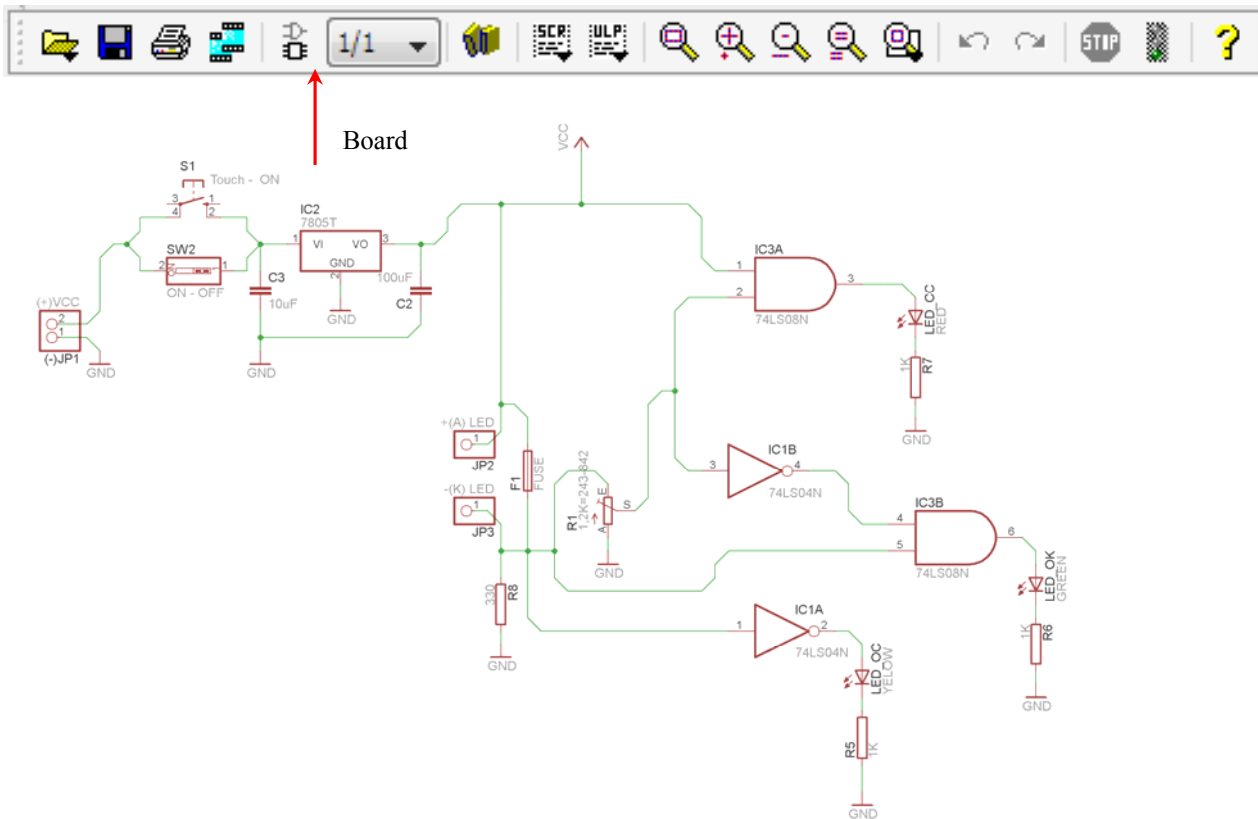 1/1
SCR
ULP
STOP
?
Board
VCC
S1
Touch - ON
3
1
4
2
IC2
7805T
1
VI
VO
3
GND
2
SW2
2
1
ON - OFF
C3
10uF
100uF
C2
GND
(+)VCC
2
1
(-)JP1
GND
GND
IC3A
1
2
3
74LS08N
LED_CC
RED
1K
R7
GND
+(A) LED
1
JP2
F1
FUSE
-(K) LED
1
JP3
R1
1,2K=243-842
E
S
A
GND
IC1B
3
4
74LS04N
IC3B
4
5
6
74LS08N
LED_OK
GREEN
1K
R6
GND
330
R8
GND
IC1A
1
2
74LS04N
LED_OC
YELOW
R5
1K
GND